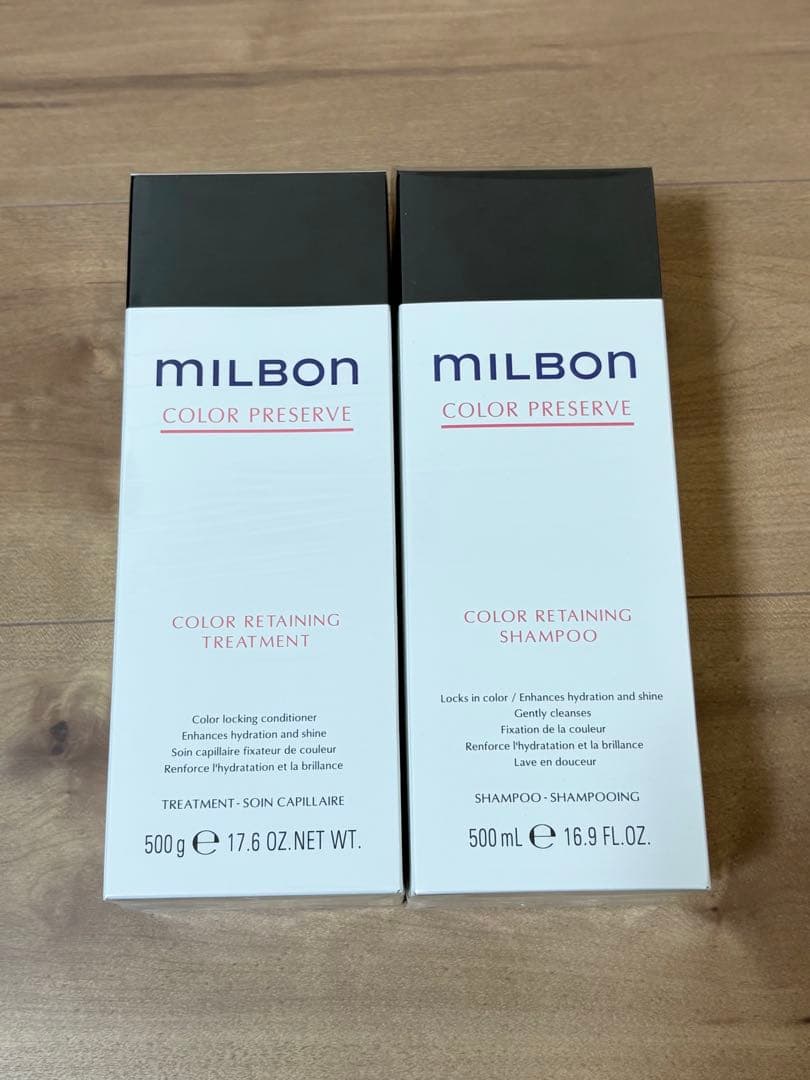 MILBON
COLOR PRESERVE
COLOR RETAINING
TREATMENT
Color locking conditioner
Enhances hydration and shine
Soin capillaire fixateur de couleur
Renforce l'hydratation et la brillance
TREATMENT - SOIN CAPILLAIRE
500 g e 17.6 OZ.NET WT.
MILBON
COLOR PRESERVE
COLOR RETAINING
SHAMPOO
Locks in color / Enhances hydration and shine
Gently cleanses
Fixation de la couleur
Renforce l'hydratation et la brillance
Lave en douceur
SHAMPOO - SHAMPOOING
500 mL e 16.9 FL.OZ.